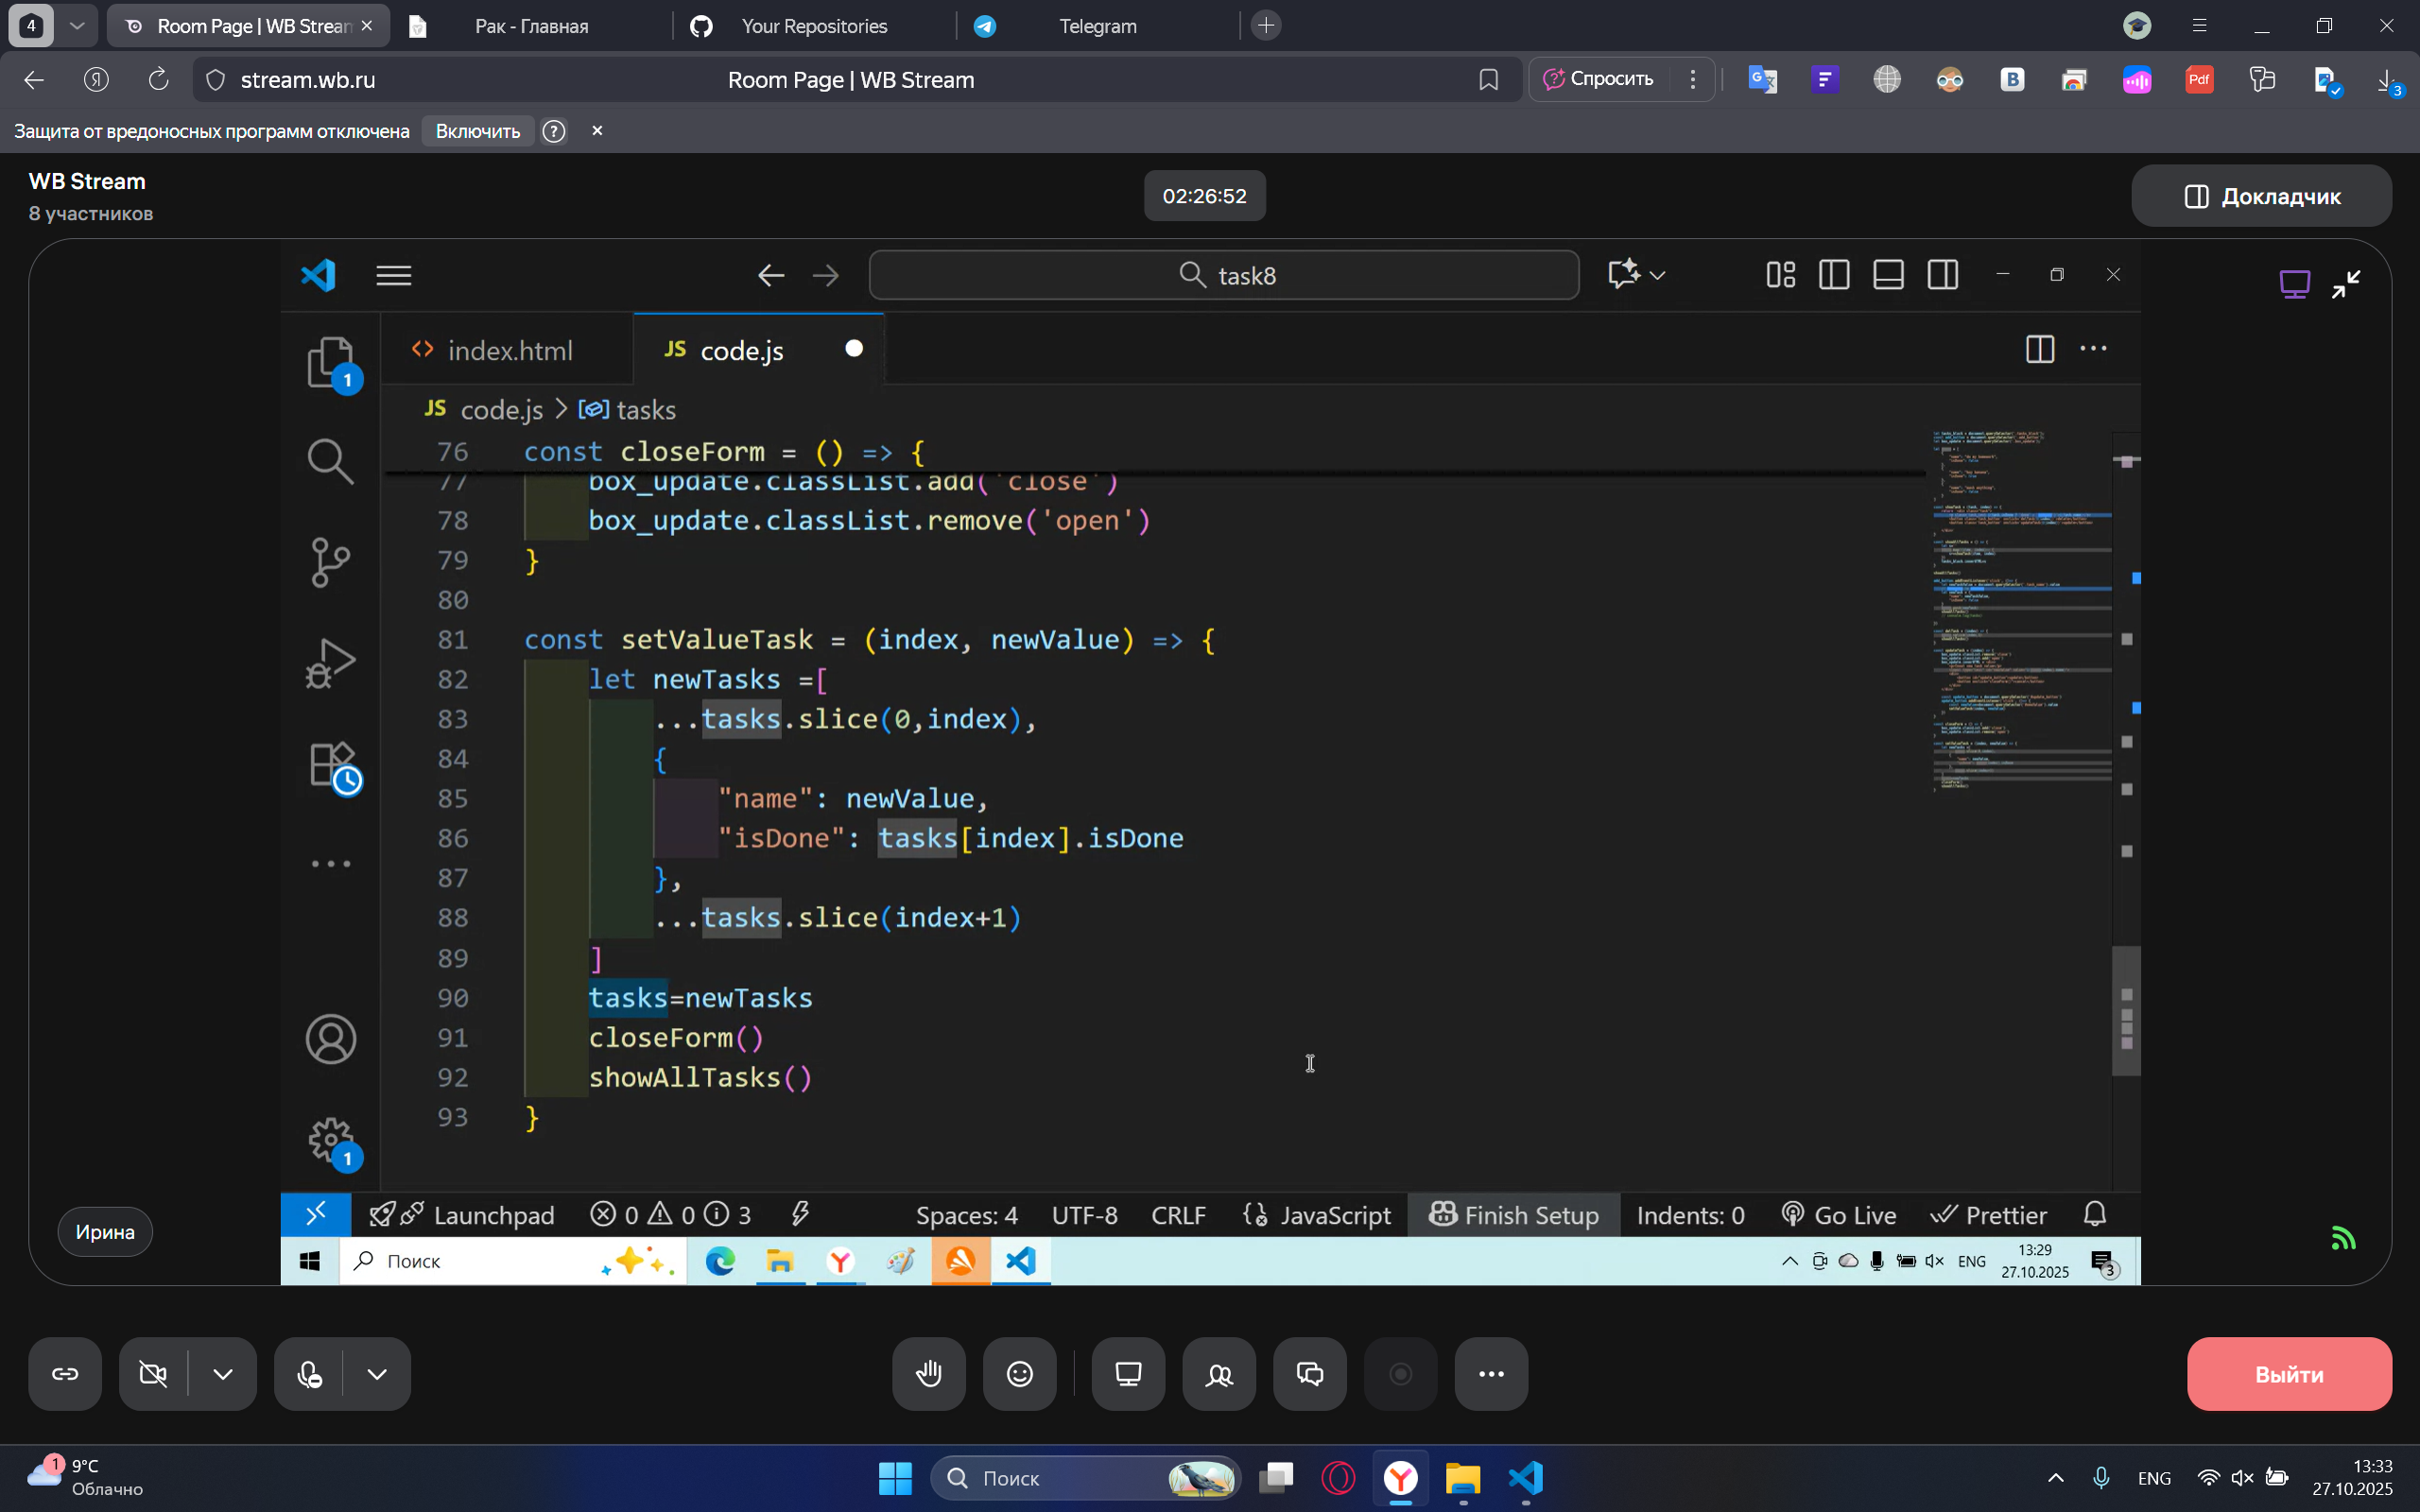 4
Room Page | WB Strean
Рак - Главная
Your Repositories
Telegram
stream.wb.ru
Room Page | WB Stream
Спросить
Pdf
3
Защита от вредоносных программ отключена
Включить
WB Stream
8 участников
02:26:52
Докладчик
task8
index.html
JS code.js
1
JS code.js > tasks
76 const closeForm = () => {
77 box_update.classList.add('close')
78 box_update.classList.remove('open')
79 }
80
81 const setValueTask = (index, newValue) => {
82 let newTasks =[
83 ...tasks.slice(0,index),
84 {
85 "name": newValue,
86 "isDone": tasks[index].isDone
87 },
88 ...tasks.slice(index+1)
89 ]
90 tasks=newTasks
91 closeForm()
92 showAllTasks()
93 }
1
Ирина
Launchpad
0 0 3
Spaces: 4
UTF-8
CRLF
JavaScript
Finish Setup
Indents: 0
Go Live
Prettier
Поиск
ENG
13:29
27.10.2025
3
Выйти
1
9°C
Облачно
Поиск
ENG
13:33
27.10.2025